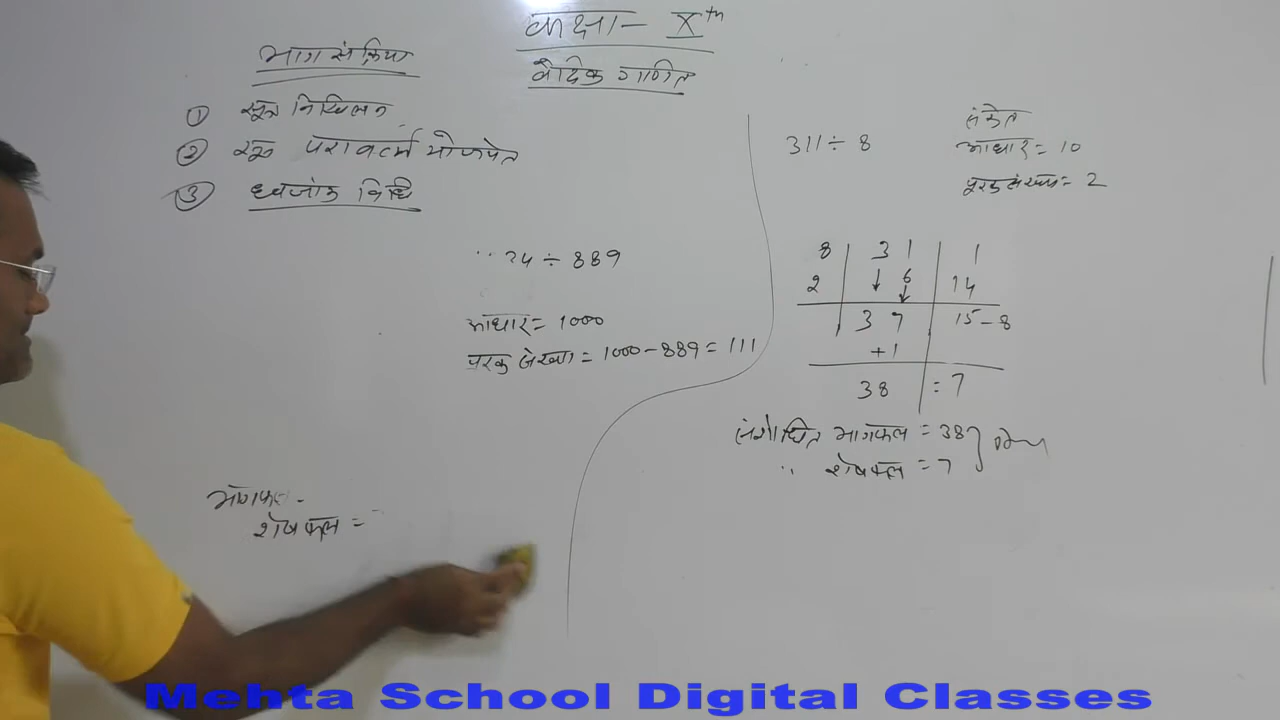 कक्षा- Xth
वैदिक गणित
भाग संक्रिया
① सूत्र निखिलम
② सूत्र परावर्त्य योजयेत
③ ध्वजांक विधि
24 ÷ 889
आधार = 1000
पूरक संख्या = 1000-889 = 111
भागफल
शेषफल =
311 ÷ 8
संकेत
आधार = 10
पूरक संख्या = 2
8 | 3 1 | 1
2 | ↓ 6 | 14
3 7 | 15-8
+1
38 | = 7
संशोधित भागफल = 38
" शेषफल = 7
Mehta School Digital Classes